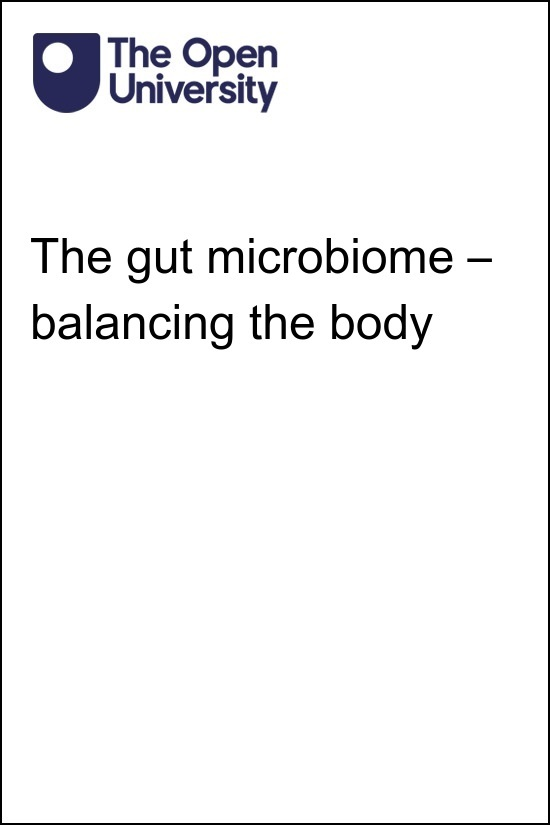 The Open
University
The gut microbiome –
balancing the body